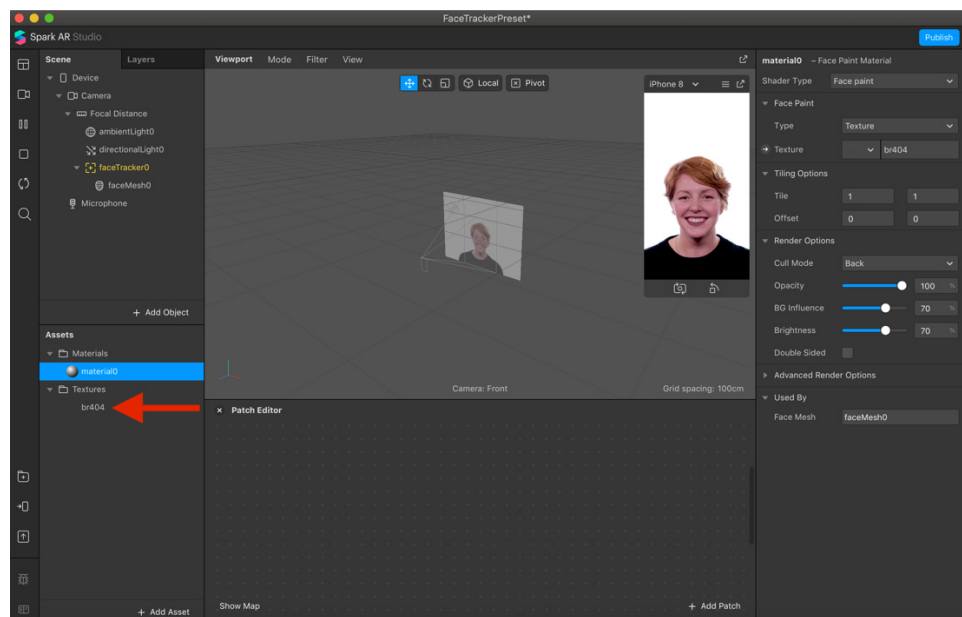 FaceTrackerPreset*
Spark AR Studio
Publish
Scene Layers
Device
Camera
Focal Distance
ambientLight0
directionalLight0
faceTracker0
faceMesh0
Microphone
+ Add Object
Assets
Materials
material0
Textures
br404
+ Add Asset
Viewport Mode Filter View
Local Pivot
iPhone 8
Camera: Front Grid spacing: 100cm
Patch Editor
Show Map + Add Patch
material0 – Face Paint Material
Shader Type Face paint
Face Paint
Type Texture
Texture br404
Tiling Options
Tile 1 1
Offset 0 0
Render Options
Cull Mode Back
Opacity 100 %
BG Influence 70 %
Brightness 70 %
Double Sided
Advanced Render Options
Used By
Face Mesh faceMesh0